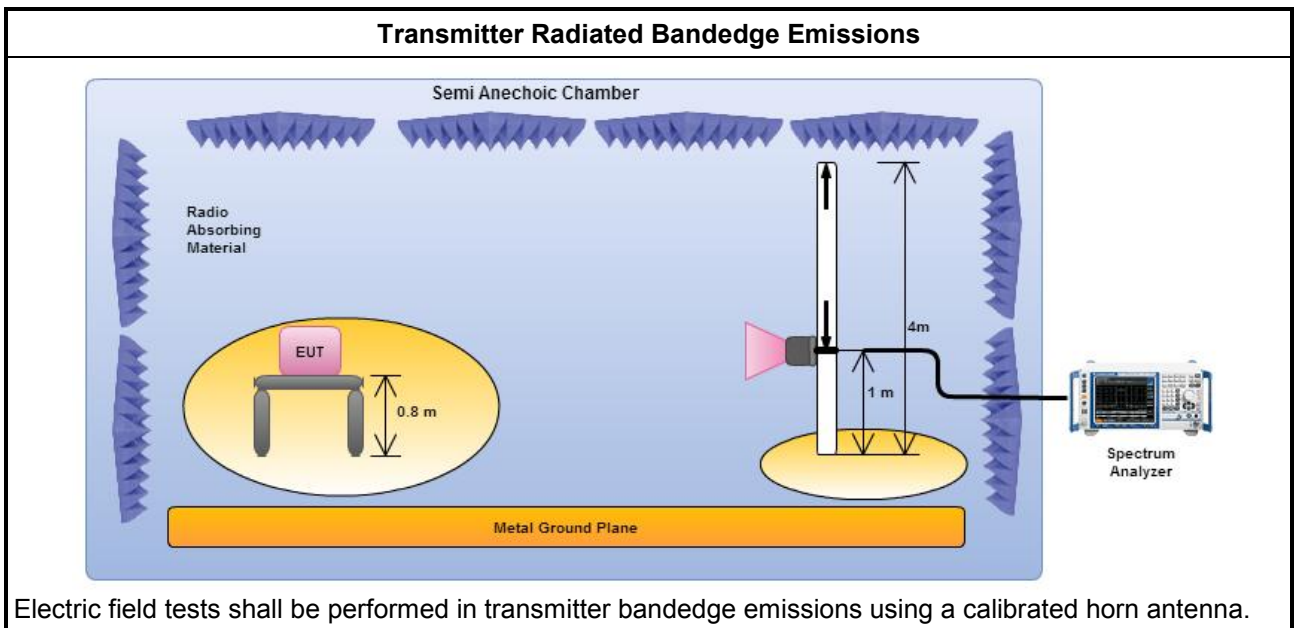 Transmitter Radiated Bandedge Emissions
Semi Anechoic Chamber
Radio
Absorbing
Material
EUT
0.8 m
4m
1 m
Spectrum
Analyzer
Metal Ground Plane
Electric field tests shall be performed in transmitter bandedge emissions using a calibrated horn antenna.